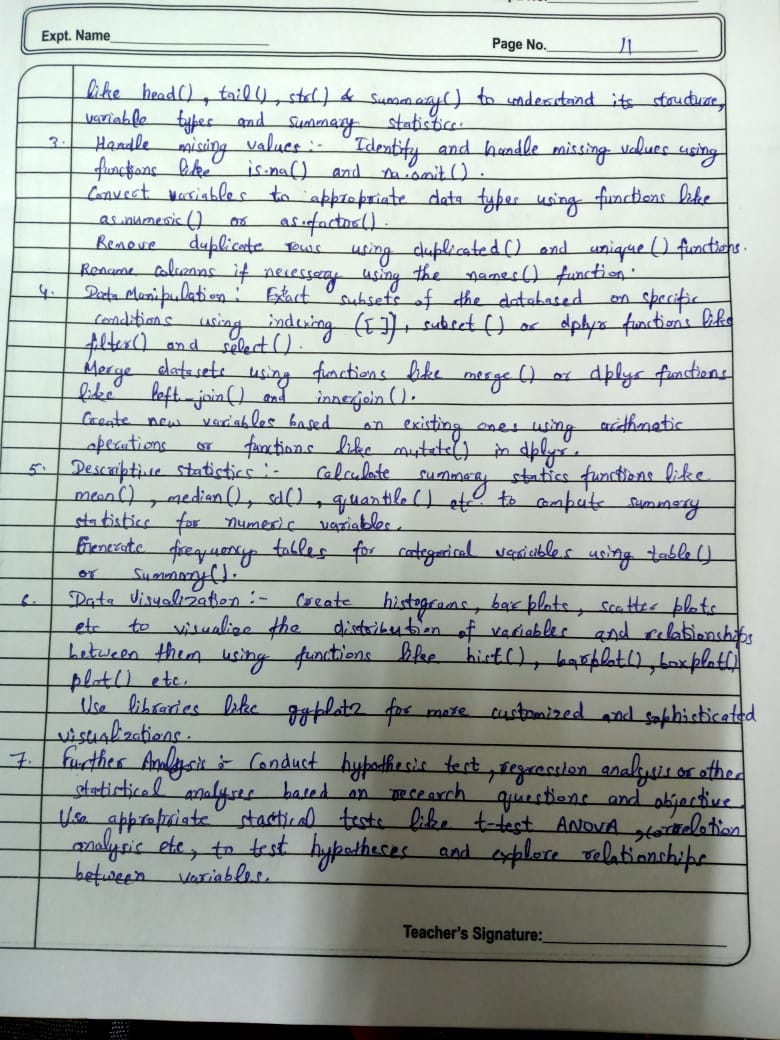 Expt. Name
Page No. 11
like head(), tail(), str() & summary() to understand its structure,
variable types and summary statistics.
3. Handle missing values :- Identify and handle missing values using
functions like is.na() and na.omit().
Convert variables to appropriate data types using functions like
as.numeric() or as.factor().
Remove duplicate rows using duplicated() and unique() functions.
Rename columns if necessary using the names() function.
4. Data Manipulation : Extact subsets of the databased on specific
conditions using indexing ([ ]], subset () or dplyr functions like
filter() and select().
Merge datasets using functions like merge () or dplyr functions
like left-join() and innerjoin().
Create new variables based on existing ones using arithmetic
operations or functions like mutate() in dplyr.
5. Descriptive statistics :- Calculate summary statics functions like
mean(), median(), sd(), quantile() etc. to compute summary
statistics for numeric variables.
Generate frequency tables for categorical variables using table()
or summary().
6. Data Visualization :- Create histograms, bar plots, scatter plots
etc to visualize the distribution of variables and relationships
between them using functions like hist(), barplot(), boxplot()
plot() etc.
Use libraries like ggplot2 for more customized and sophisticated
visualizations.
7. Further Analysis :- Conduct hypothesis test, regression analysis or other
statistical analyses based on research questions and objective
Use appropriate stastical tests like t-test ANOVA, correlation
analysis etc, to test hypotheses and explore relationships
between variables.
Teacher's Signature: